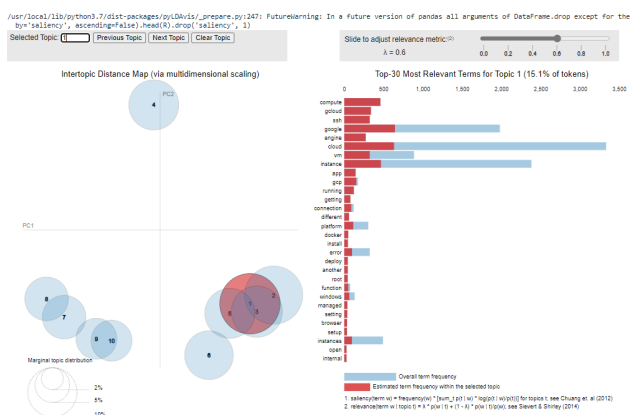 /usr/local/lib/python3.7/dist-packages/pyLDAvis/_prepare.py:247: FutureWarning: In a future version of pandas all arguments of DataFrame.drop except for the
by='saliency', ascending=False).head(R).drop('saliency', 1)
Selected Topic: 1 Previous Topic Next Topic Clear Topic
Slide to adjust relevance metric:(2)
λ = 0.6
0.0 0.2 0.4 0.6 0.8 1.0
Intertopic Distance Map (via multidimensional scaling)
Top-30 Most Relevant Terms for Topic 1 (15.1% of tokens)
PC2
PC1
4
8
7
9
10
1
2
3
5
6
Marginal topic distribution
2%
5%
10%
0 500 1,000 1,500 2,000 2,500 3,000 3,500
compute
gcloud
ssh
google
engine
cloud
vm
instance
app
gcp
running
getting
connection
different
platform
docker
install
error
deploy
another
root
function
windows
managed
setting
browser
setup
instances
open
internal
Overall term frequency
Estimated term frequency within the selected topic
1. saliency(term w) = frequency(w) * [sum_t p(t | w) * log(p(t | w)/p(t))] for topics t; see Chuang et. al (2012)
2. relevance(term w | topic t) = λ * p(w | t) + (1 - λ) * p(w | t)/p(w); see Sievert & Shirley (2014)